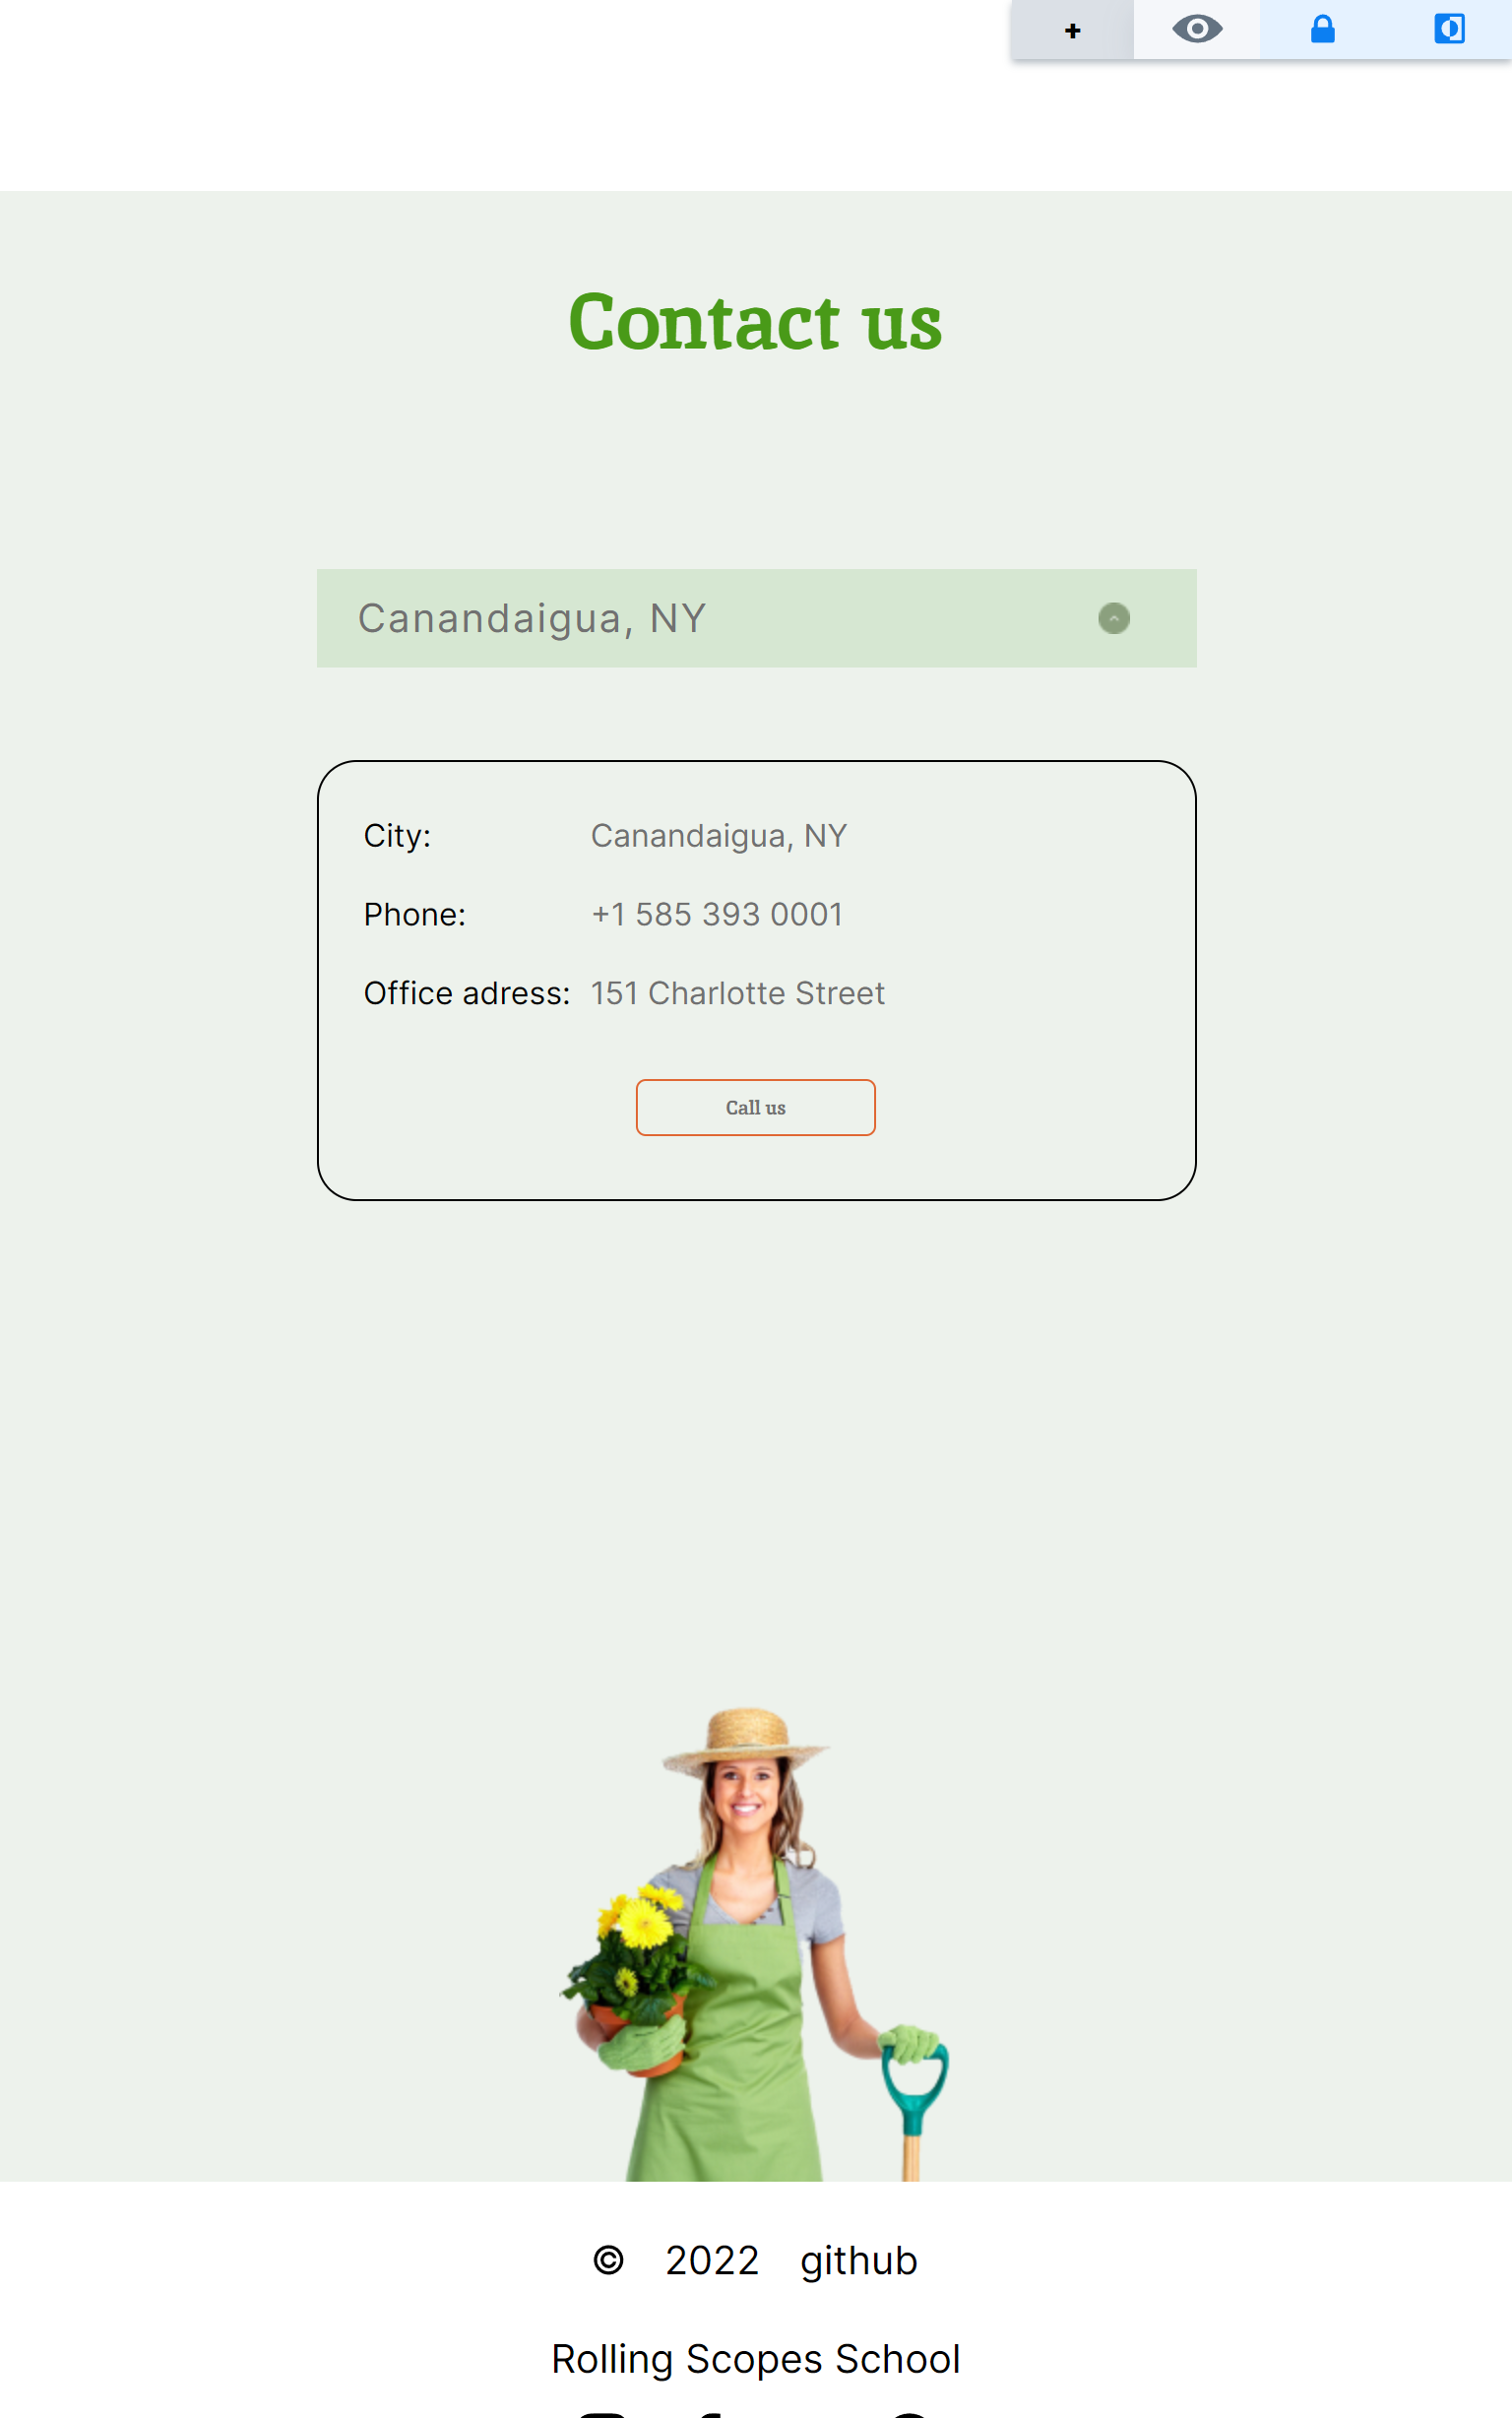 +
Contact us
Canandaigua, NY
City: Canandaigua, NY
Phone: +1 585 393 0001
Office adress: 151 Charlotte Street
Call us
© 2022 github
Rolling Scopes School